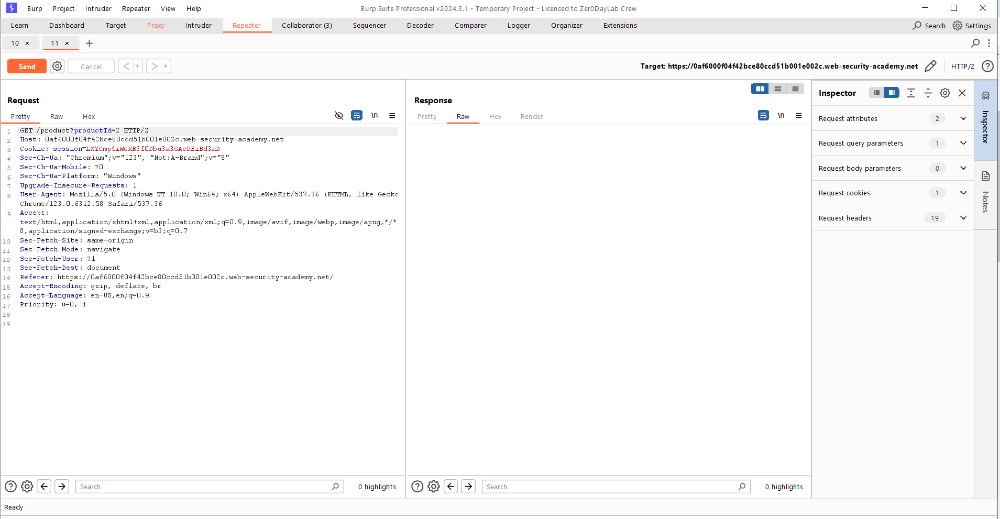 Burp Project Intruder Repeater View Help Burp Suite Professional v2024.3.1 - Temporary Project - Licensed to Zer0DayLab Crew
Learn Dashboard Target Proxy Intruder Repeater Collaborator (3) Sequencer Decoder Comparer Logger Organizer Extensions Search Settings
10 × 11 × +
Send Cancel < > Target: https://0af6000f04f42bce80ccd51b001e002c.web-security-academy.net HTTP/2 ?
Request
Pretty Raw Hex \n
1 GET /product?productId=2 HTTP/2
2 Host: 0af6000f04f42bce80ccd51b001e002c.web-security-academy.net
3 Cookie: session=LXYCmp4iWGXB3f0Dbu3a3GAcREiBd3aD
4 Sec-Ch-Ua: "Chromium";v="123", "Not:A-Brand";v="8"
5 Sec-Ch-Ua-Mobile: ?0
6 Sec-Ch-Ua-Platform: "Windows"
7 Upgrade-Insecure-Requests: 1
8 User-Agent: Mozilla/5.0 (Windows NT 10.0; Win64; x64) AppleWebKit/537.36 (KHTML, like Gecko
Chrome/123.0.6312.58 Safari/537.36
9 Accept:
text/html,application/xhtml+xml,application/xml;q=0.9,image/avif,image/webp,image/apng,*/*
8,application/signed-exchange;v=b3;q=0.7
10 Sec-Fetch-Site: same-origin
11 Sec-Fetch-Mode: navigate
12 Sec-Fetch-User: ?1
13 Sec-Fetch-Dest: document
14 Referer: https://0af6000f04f42bce80ccd51b001e002c.web-security-academy.net/
15 Accept-Encoding: gzip, deflate, br
16 Accept-Language: en-US,en;q=0.9
17 Priority: u=0, i
18
19
? Search 0 highlights
Response
Pretty Raw Hex Render \n
? Search 0 highlights
Inspector
Request attributes 2
Request query parameters 1
Request body parameters 0
Request cookies 1
Request headers 19
Inspector
Notes
Ready